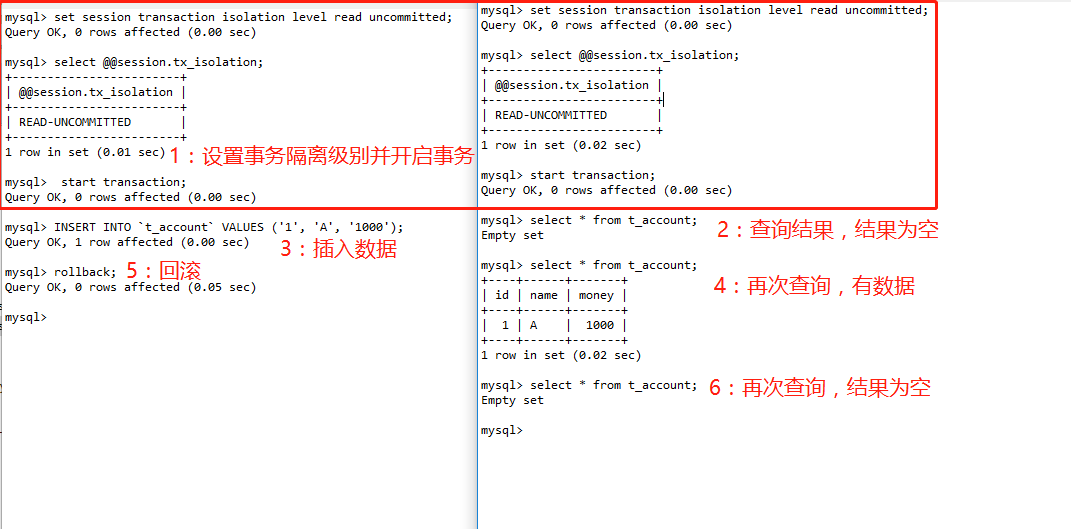 mysql> set session transaction isolation level read uncommitted;
Query OK, 0 rows affected (0.00 sec)
mysql> select @@session.tx_isolation;
+------------------------+
| @@session.tx_isolation |
+------------------------+
| READ-UNCOMMITTED       |
+------------------------+
1 row in set (0.01 sec)
1：设置事务隔离级别并开启事务
mysql>  start transaction;
Query OK, 0 rows affected (0.00 sec)
mysql> INSERT INTO `t_account` VALUES ('1', 'A', '1000');
Query OK, 1 row affected (0.00 sec)
3：插入数据
mysql> rollback;
5：回滚
Query OK, 0 rows affected (0.05 sec)
mysql>
mysql> set session transaction isolation level read uncommitted;
Query OK, 0 rows affected (0.00 sec)
mysql> select @@session.tx_isolation;
+------------------------+
| @@session.tx_isolation |
+------------------------+
| READ-UNCOMMITTED       |
+------------------------+
1 row in set (0.02 sec)
mysql> start transaction;
Query OK, 0 rows affected (0.00 sec)
mysql> select * from t_account;
Empty set
2：查询结果，结果为空
mysql> select * from t_account;
+----+------+-------+
| id | name | money |
+----+------+-------+
|  1 | A    |  1000 |
+----+------+-------+
1 row in set (0.02 sec)
4：再次查询，有数据
mysql> select * from t_account;
6：再次查询，结果为空
Empty set
mysql>